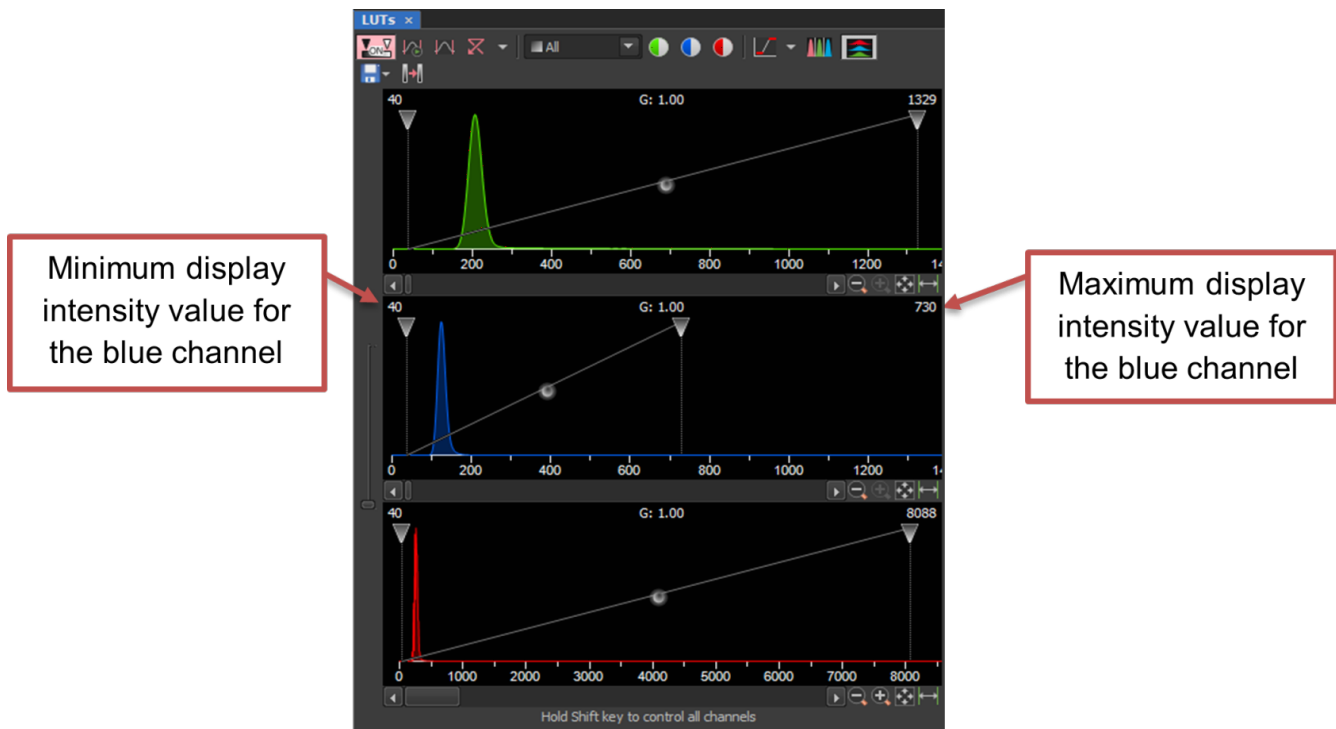 LUTs ×
ON
All
40 G: 1.00 1329
0 200 400 600 800 1000 1200 14
Minimum display
intensity value for
the blue channel
40 G: 1.00 730
Maximum display
intensity value for
the blue channel
0 200 400 600 800 1000 1200 14
40 G: 1.00 8088
0 1000 2000 3000 4000 5000 6000 7000 8000
Hold Shift key to control all channels